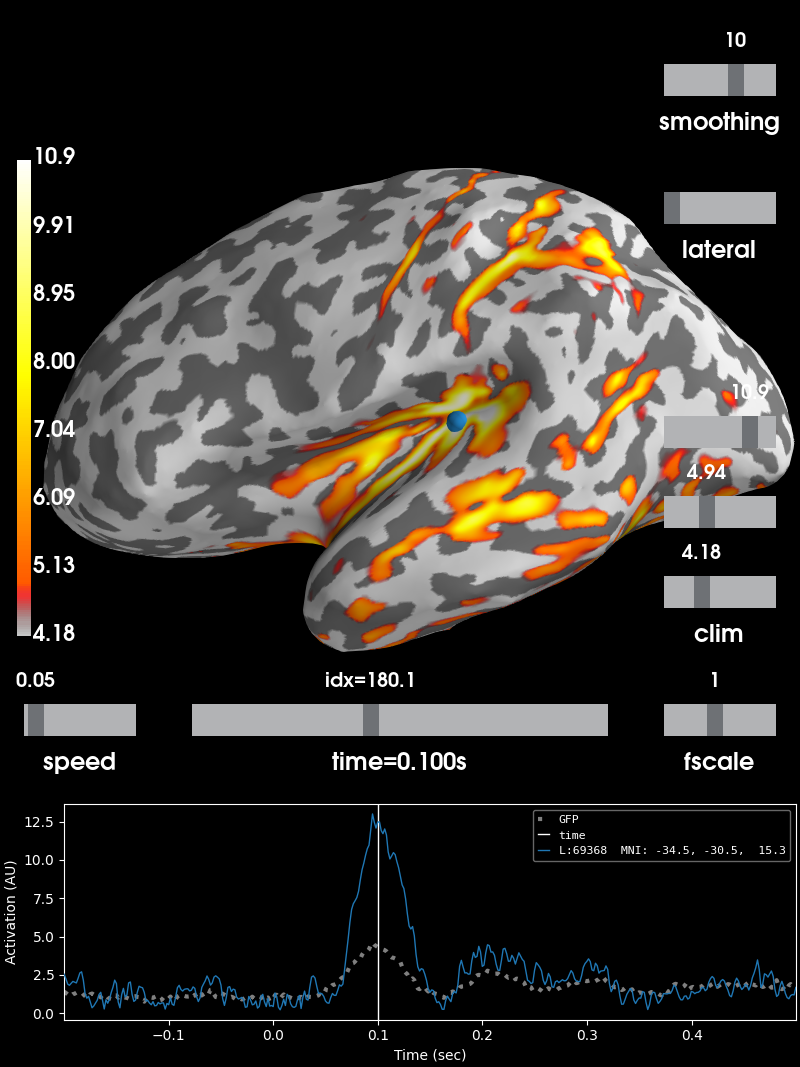 10
smoothing
lateral
10.9
9.91
8.95
8.00
7.04
6.09
5.13
4.18
10.9
4.94
4.18
clim
0.05
speed
idx=180.1
time=0.100s
1
fscale
GFP
time
L:69368 MNI: -34.5, -30.5, 15.3
Activation (AU)
12.5
10.0
7.5
5.0
2.5
0.0
−0.1
0.0
0.1
0.2
0.3
0.4
Time (sec)